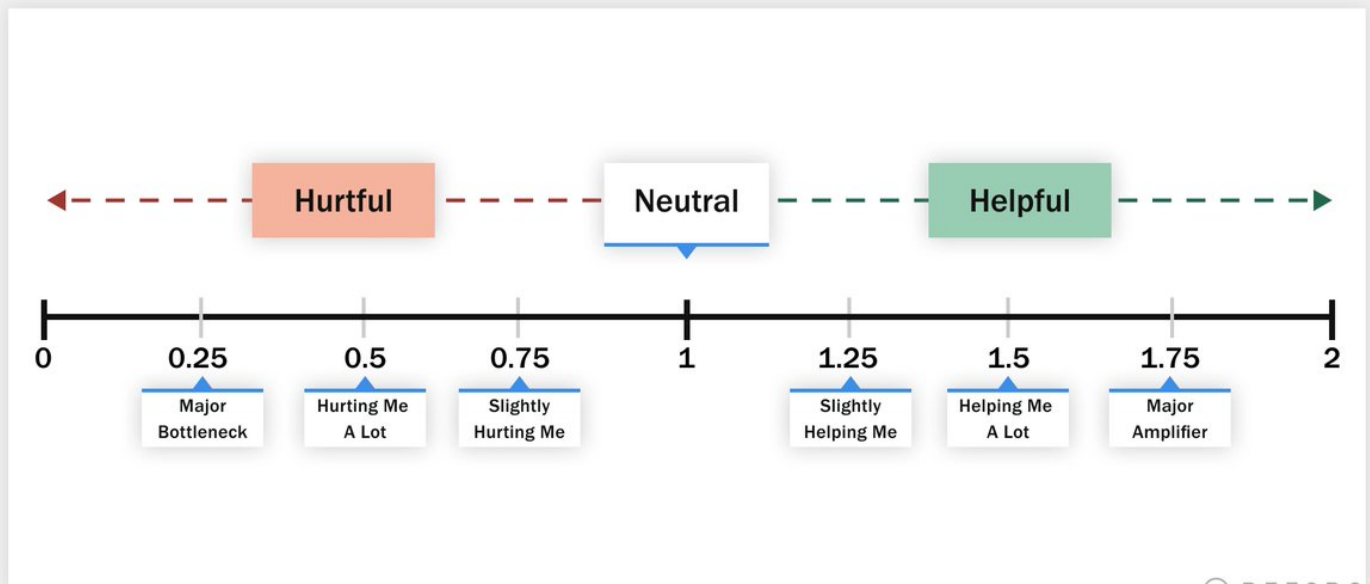 Hurtful
Neutral
Helpful
0
0.25
0.5
0.75
1
1.25
1.5
1.75
2
Major
Bottleneck
Hurting Me
A Lot
Slightly
Hurting Me
Slightly
Helping Me
Helping Me
A Lot
Major
Amplifier